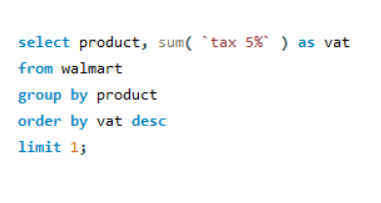 select product, sum( `tax 5%` ) as vat
from walmart
group by product
order by vat desc
limit 1;